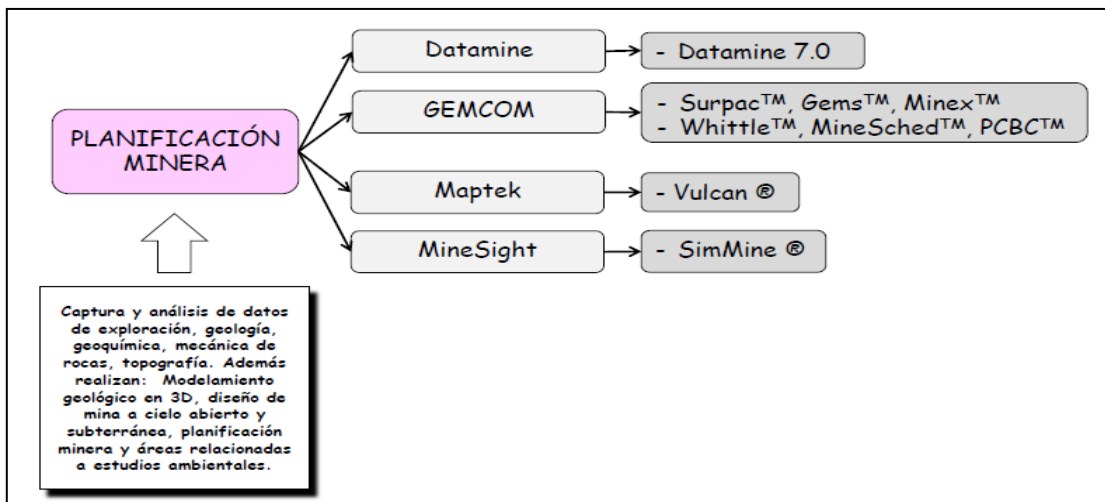 PLANIFICACIÓN
MINERA
Datamine
- Datamine 7.0
GEMCOM
- Surpac™, Gems™, Minex™
- Whittle™, MineSched™, PCBC™
Maptek
- Vulcan ®
MineSight
- SimMine ®
Captura y análisis de datos
de exploración, geología,
geoquímica, mecánica de
rocas, topografía. Además
realizan: Modelamiento
geológico en 3D, diseño de
mina a cielo abierto y
subterránea, planificación
minera y áreas relacionadas
a estudios ambientales.